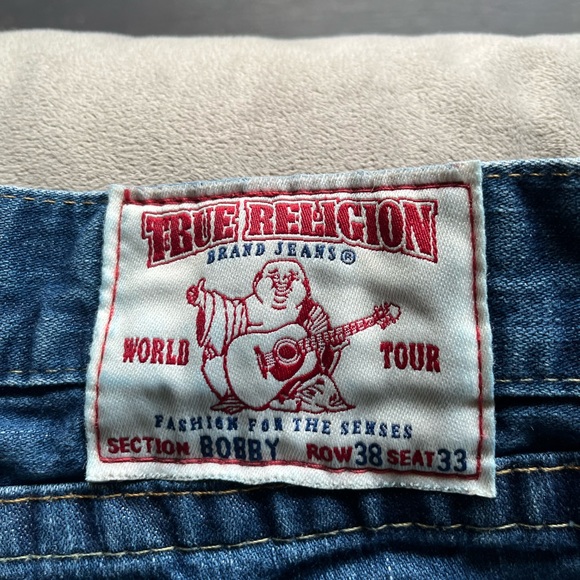 TRUE RELIGION
BRAND JEANS®
WORLD TOUR
FASHION FOR THE SENSES
SECTION BOBBY ROW 38 SEAT 33